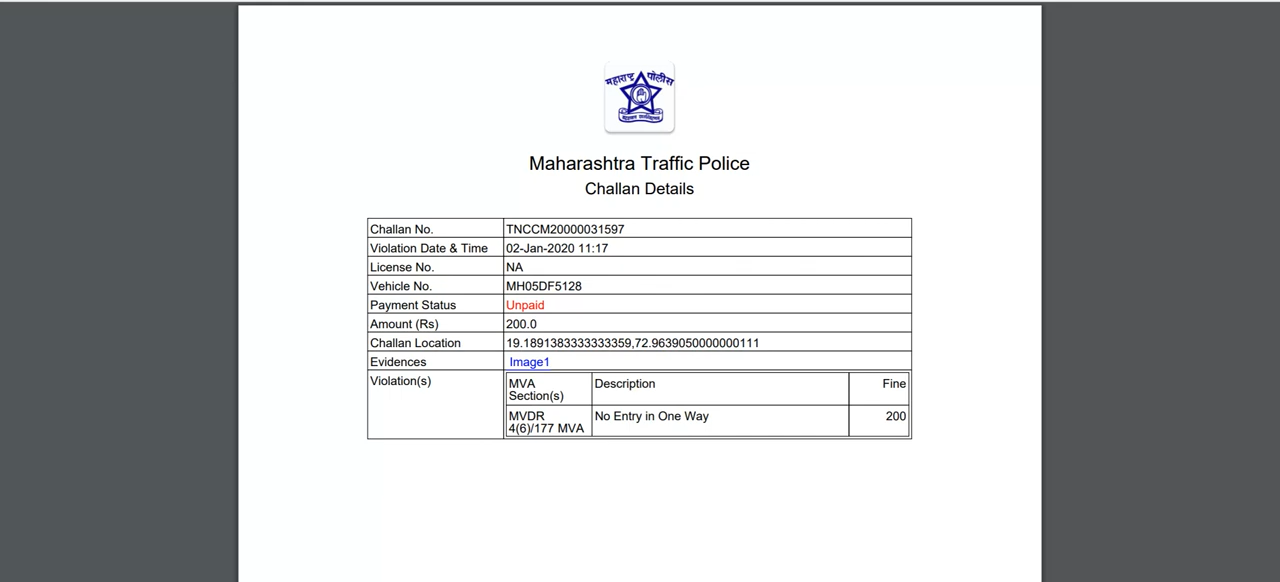 महाराष्ट्र पोलीस
Maharashtra Traffic Police
Challan Details
Challan No. TNCCM20000031597
Violation Date & Time 02-Jan-2020 11:17
License No. NA
Vehicle No. MH05DF5128
Payment Status Unpaid
Amount (Rs) 200.0
Challan Location 19.1891383333333359,72.9639050000000111
Evidences Image1
Violation(s) MVA Description Fine
Section(s)
MVDR No Entry in One Way 200
4(6)/177 MVA